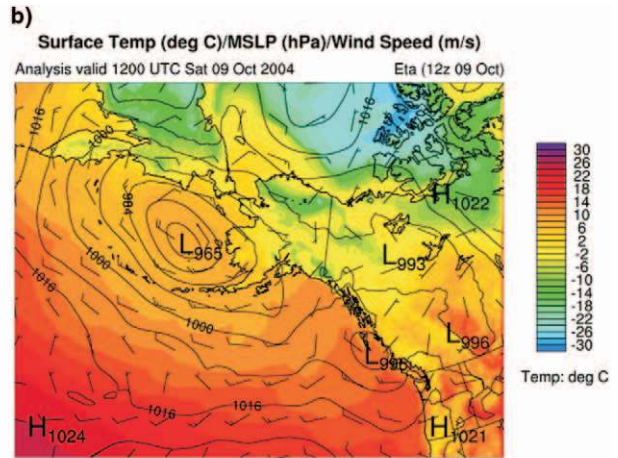 b)
Surface Temp (deg C)/MSLP (hPa)/Wind Speed (m/s)
Analysis valid 1200 UTC Sat 09 Oct 2004 Eta (12z 09 Oct)
1016
1000
1016
984
H1022
L965
L993
1016
1000
1000
L996
1016
1016
H1024
H1021
30
26
22
18
14
10
6
2
-2
-6
-10
-14
-18
-22
-26
-30
Temp: deg C